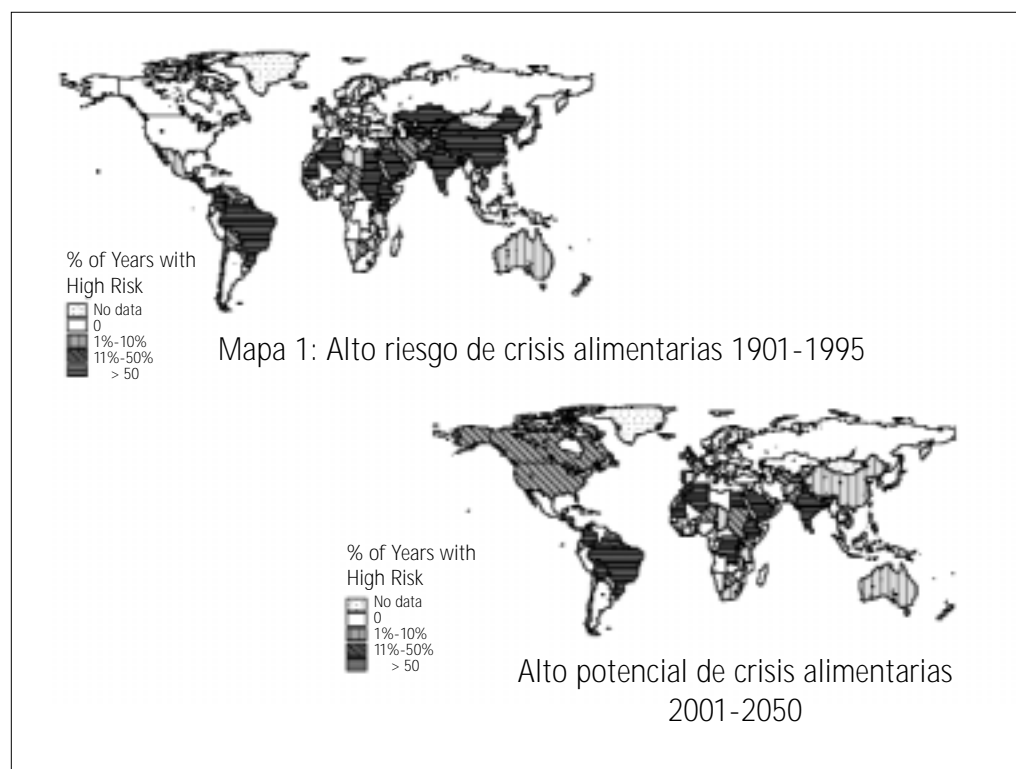 % of Years with
High Risk
No data
0
1%-10%
11%-50%
> 50
Mapa 1: Alto riesgo de crisis alimentarias 1901-1995
% of Years with
High Risk
No data
0
1%-10%
11%-50%
> 50
Alto potencial de crisis alimentarias
2001-2050